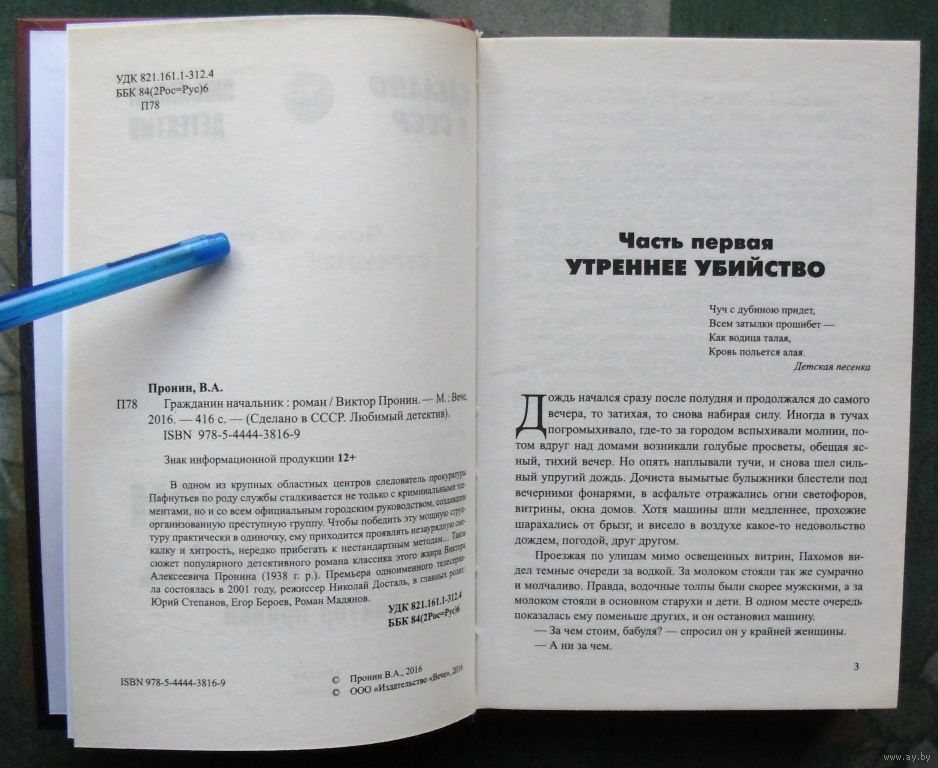 УДК 821.161.1-312.4
ББК 84(2Рос=Рус)6
П78
Пронин, В.А.
П78 Гражданин начальник : роман / Виктор Пронин. — М. : Вече,
2016. — 416 с. — (Сделано в СССР. Любимый детектив).
ISBN 978-5-4444-3816-9
Знак информационной продукции 12+
В одном из крупных областных центров следователь прокуратуры
Пафнутьев по роду службы сталкивается не только с криминальными эле-
ментами, но и со всем официальным городским руководством, создавшим
организованную преступную группу. Чтобы победить эту мощную струк-
туру практически в одиночку, ему приходится проявлять незаурядную сме-
калку и хитрость, нередко прибегать к нестандартным методам... Таков
сюжет популярного детективного романа классика этого жанра Виктора
Алексеевича Пронина (1938 г. р.). Премьера одноименного телесериа-
ла состоялась в 2001 году, режиссер Николай Досталь, в главных ролях:
Юрий Степанов, Егор Бероев, Роман Мадянов.
УДК 821.161.1-312.4
ББК 84(2Рос=Рус)6
ISBN 978-5-4444-3816-9
© Пронин В.А., 2016
© ООО «Издательство «Вече», 2016
Часть первая
УТРЕННЕЕ УБИЙСТВО
Чуч с дубиною придет,
Всем затылки прошибет —
Как водица талая,
Кровь польется алая.
Детская песенка
Дождь начался сразу после полудня и продолжался до самого
вечера, то затихая, то снова набирая силу. Иногда в тучах
погромыхивало, где-то за городом вспыхивали молнии, по-
том вдруг над домами возникали голубые просветы, обещая яс-
ный, тихий вечер. Но опять наплывали тучи, и снова шел силь-
ный упругий дождь. Дочиста вымытые булыжники блестели под
вечерними фонарями, в асфальте отражались огни светофоров,
витрины, окна домов. Хотя машины шли медленнее, прохожие
шарахались от брызг, и висело в воздухе какое-то недовольство
дождем, погодой, друг другом.
Проезжая по улицам мимо освещенных витрин, Пахомов ви-
дел темные очереди за водкой. За молоком стояли так же сумрачно
и молчаливо. Правда, водочные толпы были скорее мужскими, а за
молоком стояли в основном старухи и дети. В одном месте очередь
показалась ему поменьше других, и он остановил машину.
— За чем стоим, бабуля? — спросил он у крайней женщины.
— А ни за чем.
3
www.ay.by